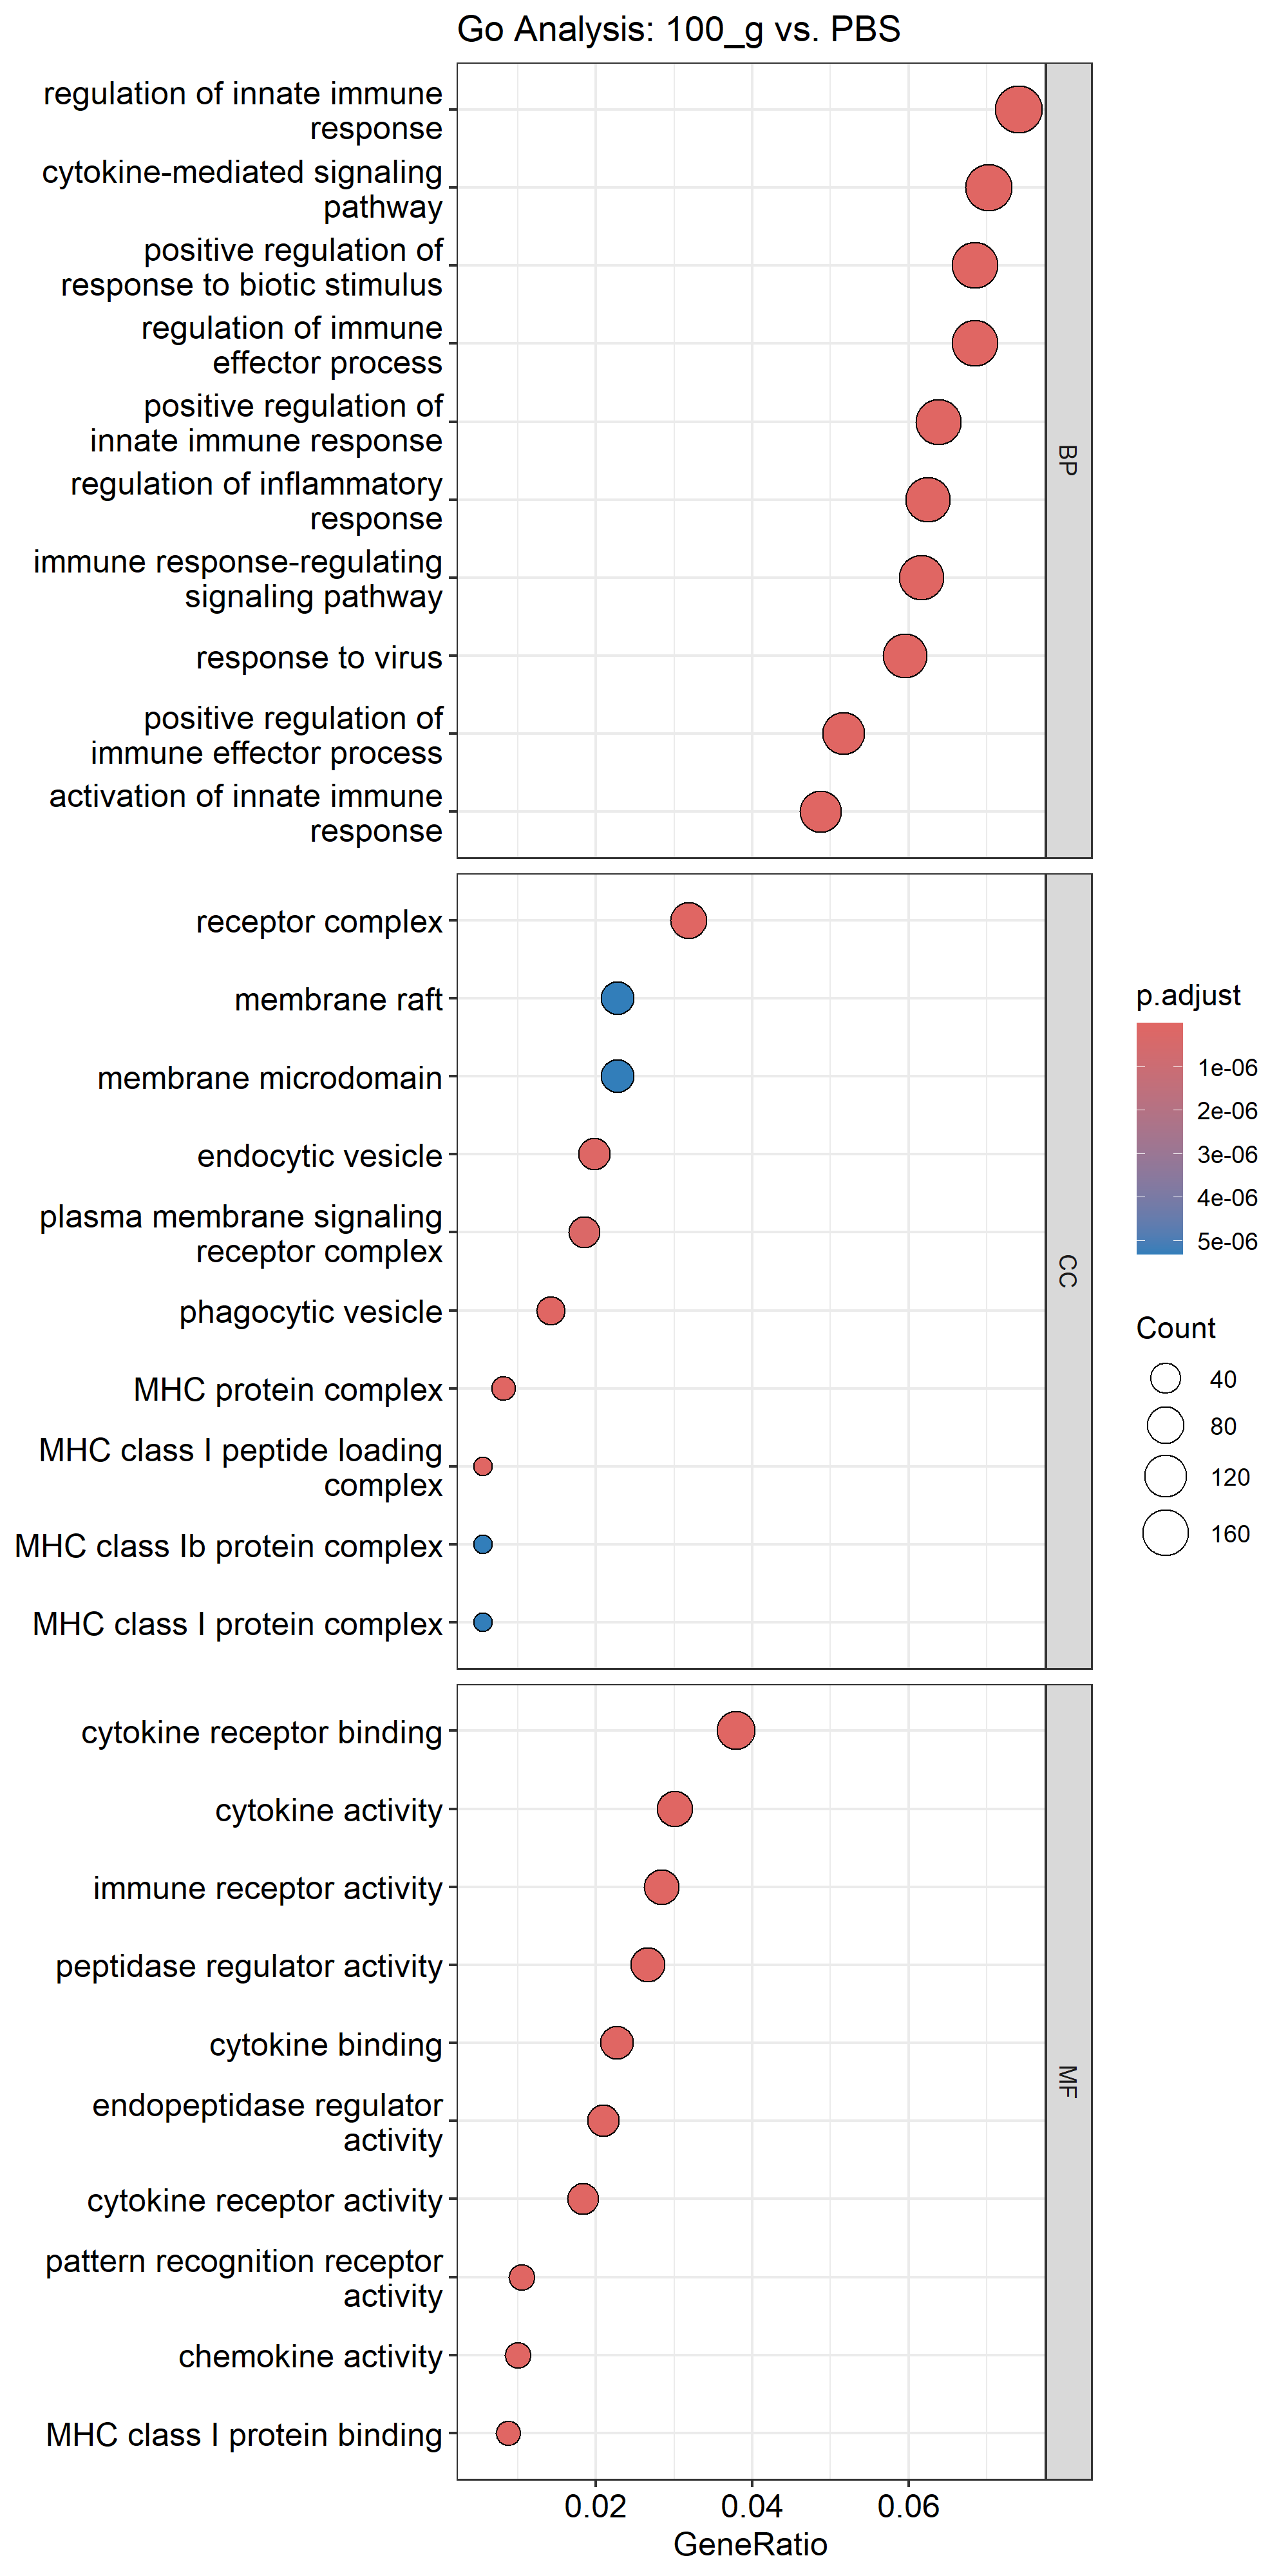 Go Analysis: 100_g vs. PBS
regulation of innate immune
response
cytokine-mediated signaling
pathway
positive regulation of
response to biotic stimulus
regulation of immune
effector process
positive regulation of
innate immune response
regulation of inflammatory
response
immune response-regulating
signaling pathway
response to virus
positive regulation of
immune effector process
activation of innate immune
response
BP
receptor complex
membrane raft
membrane microdomain
endocytic vesicle
plasma membrane signaling
receptor complex
phagocytic vesicle
MHC protein complex
MHC class I peptide loading
complex
MHC class Ib protein complex
MHC class I protein complex
CC
cytokine receptor binding
cytokine activity
immune receptor activity
peptidase regulator activity
cytokine binding
endopeptidase regulator
activity
cytokine receptor activity
pattern recognition receptor
activity
chemokine activity
MHC class I protein binding
MF
0.02 0.04 0.06
GeneRatio
p.adjust
1e-06
2e-06
3e-06
4e-06
5e-06
Count
40
80
120
160